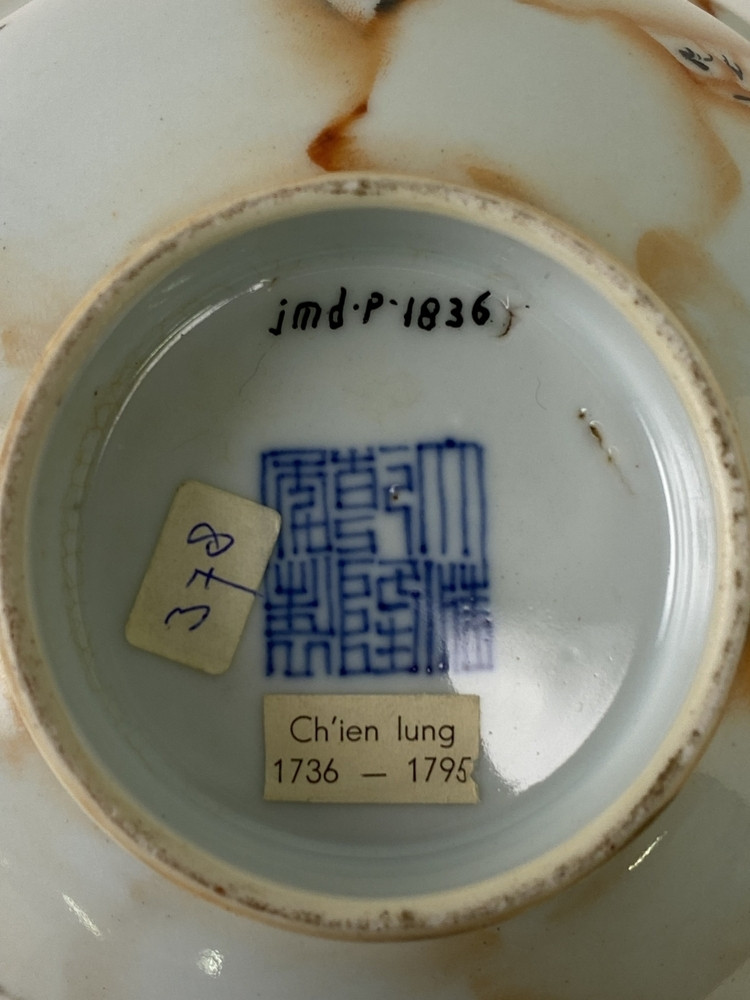 jmd·P·1836
大清
乾隆
年製
378
Ch'ien lung
1736 — 1795